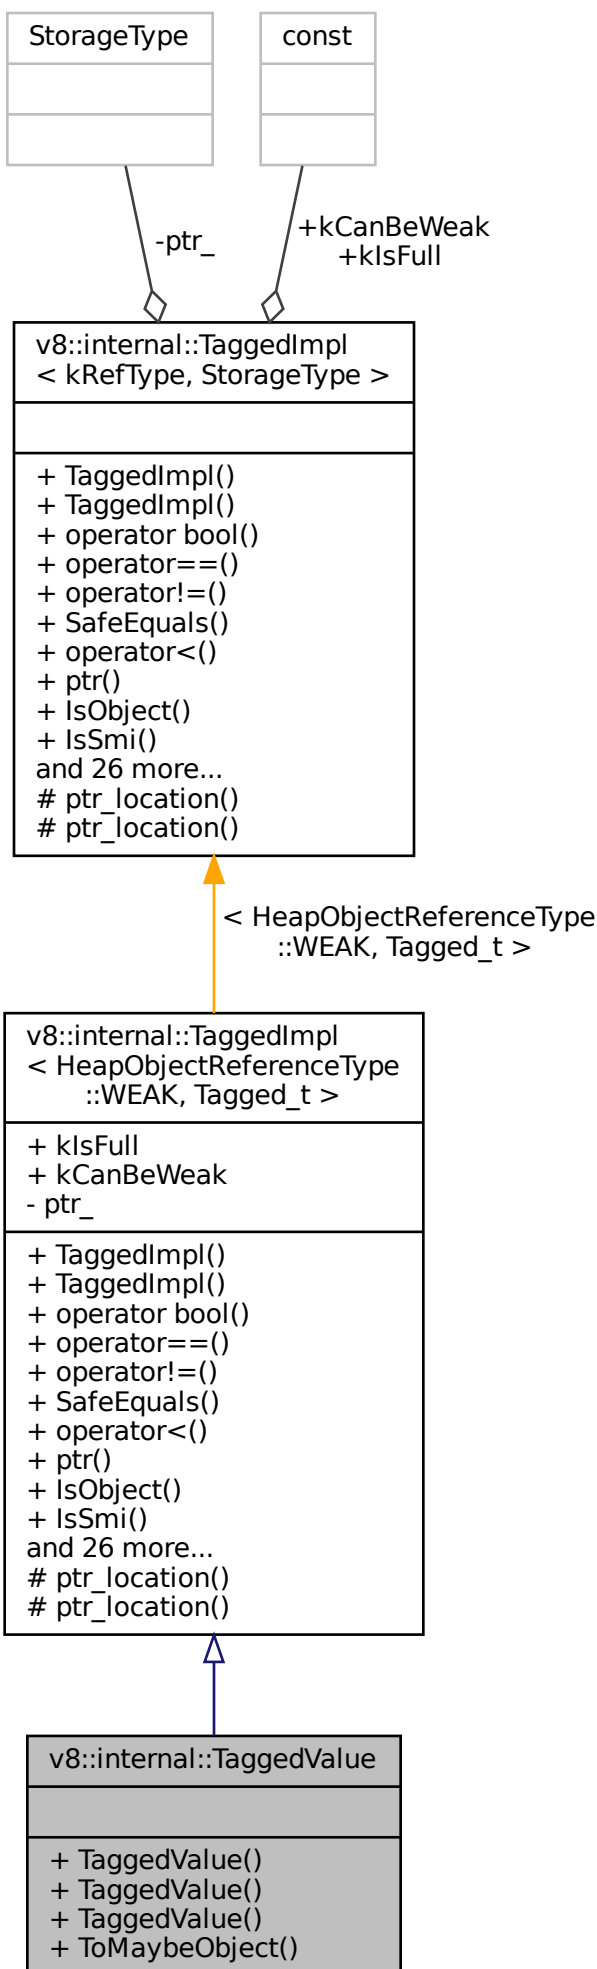 StorageType
const
-ptr_
+kCanBeWeak
+kIsFull
v8::internal::TaggedImpl
< kRefType, StorageType >
+ TaggedImpl()
+ TaggedImpl()
+ operator bool()
+ operator==()
+ operator!=()
+ SafeEquals()
+ operator<()
+ ptr()
+ IsObject()
+ IsSmi()
and 26 more...
# ptr_location()
# ptr_location()
< HeapObjectReferenceType
::WEAK, Tagged_t >
v8::internal::TaggedImpl
< HeapObjectReferenceType
::WEAK, Tagged_t >
+ kIsFull
+ kCanBeWeak
- ptr_
+ TaggedImpl()
+ TaggedImpl()
+ operator bool()
+ operator==()
+ operator!=()
+ SafeEquals()
+ operator<()
+ ptr()
+ IsObject()
+ IsSmi()
and 26 more...
# ptr_location()
# ptr_location()
v8::internal::TaggedValue
+ TaggedValue()
+ TaggedValue()
+ TaggedValue()
+ ToMaybeObject()